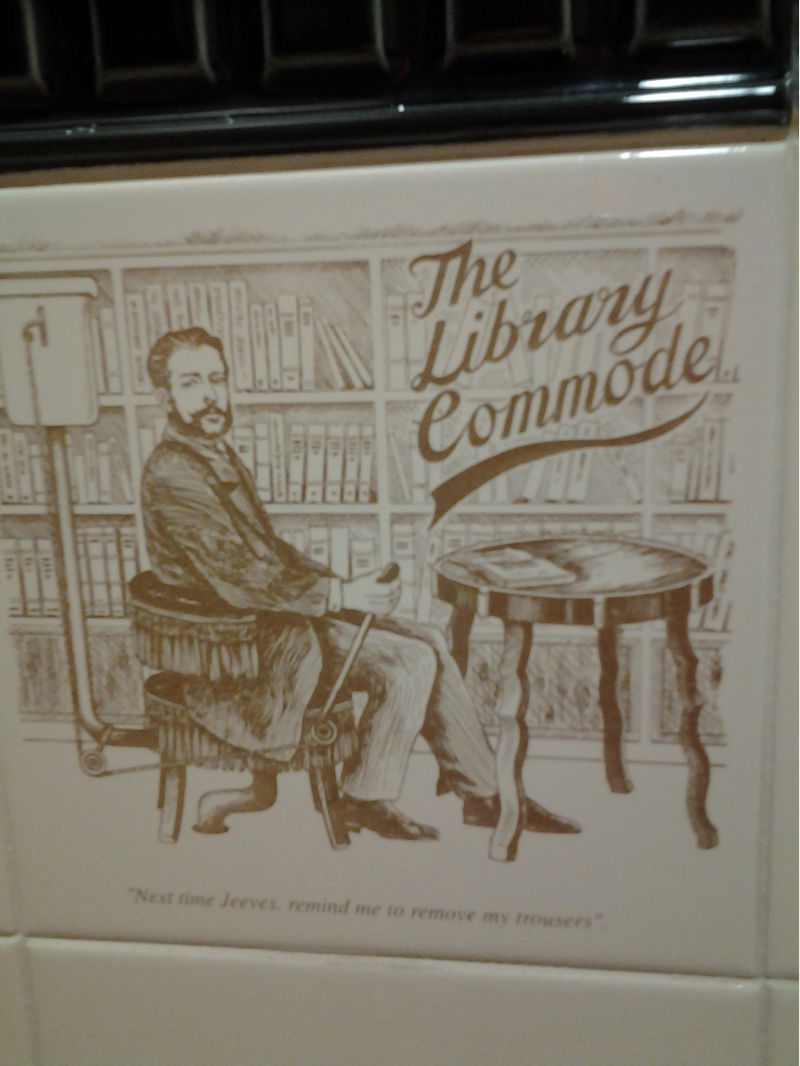 The
Library
Commode
"Next time Jeeves, remind me to remove my trousers".